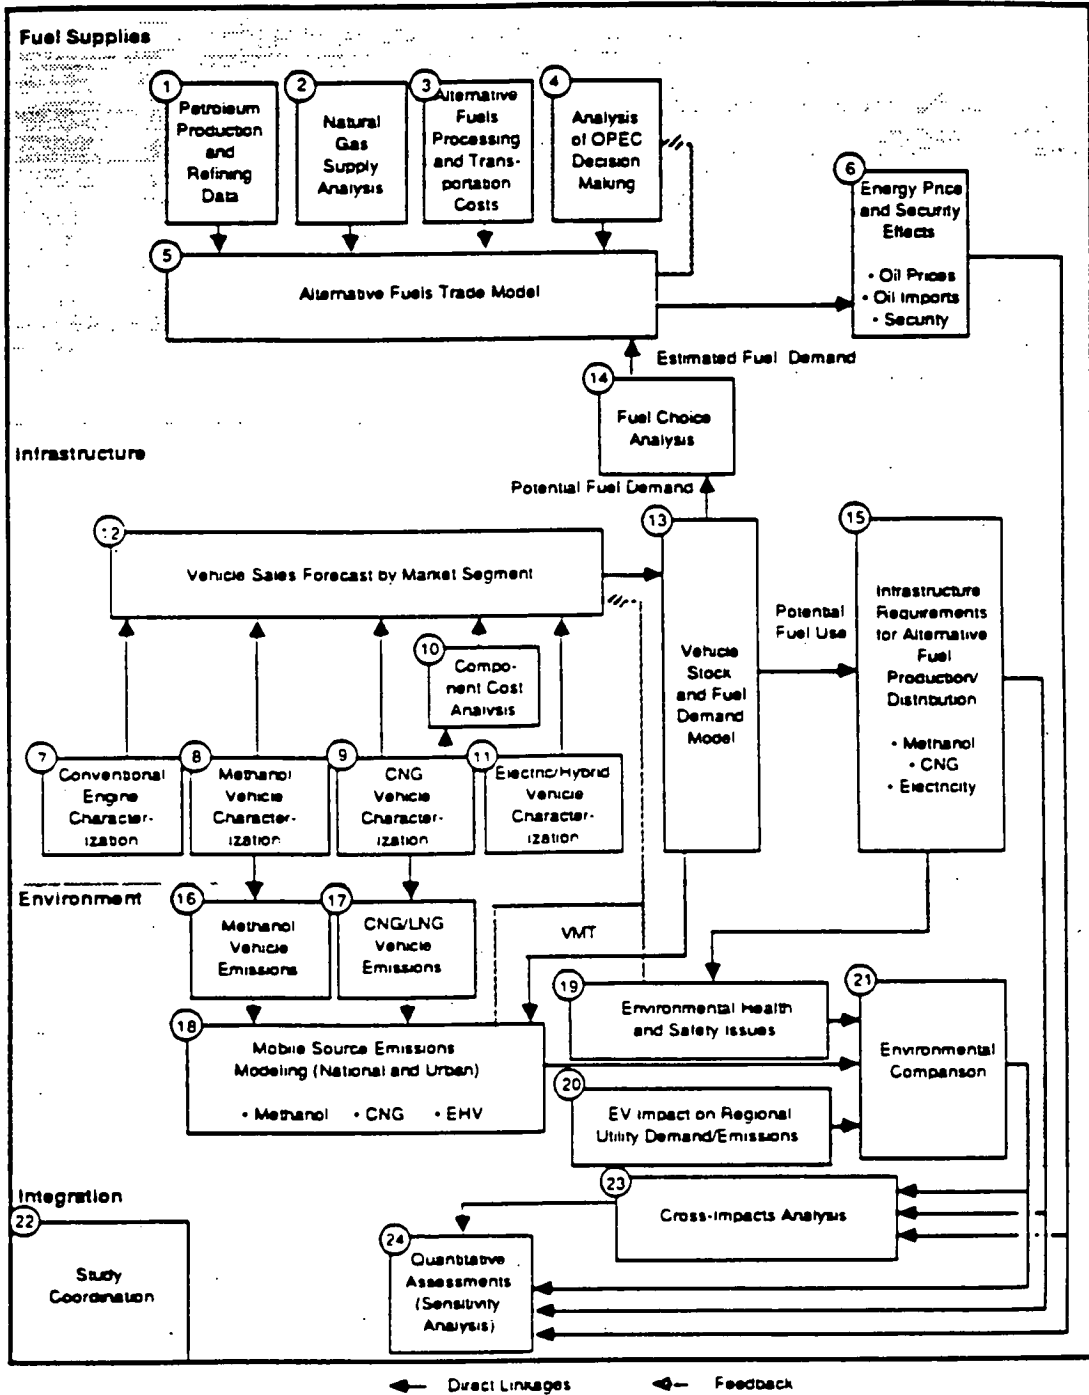 Fuel Supplies
1
Petroleum
Production
and
Refining
Data
2
Natural
Gas
Supply
Analysis
3
Alternative
Fuels
Processing
and Trans-
portation
Costs
4
Analysis
of OPEC
Decision
Making
6
Energy Price
and Security
Effects
• Oil Prices
• Oil Imports
• Security
5
Alternative Fuels Trade Model
Estimated Fuel Demand
14
Fuel Choice
Analysis
Infrastructure
Potential Fuel Demand
12
Vehicle Sales Forecast by Market Segment
13
Vehicle
Stock
and Fuel
Demand
Model
Potential
Fuel Use
15
Infrastructure
Requirements
for Alternative
Fuel
Production/
Distribution
• Methanol
• CNG
• Electricity
10
Compo-
nent Cost
Analysis
7
Conventional
Engine
Character-
ization
8
Methanol
Vehicle
Character-
ization
9
CNG
Vehicle
Character-
ization
11
Electric/Hybrid
Vehicle
Character-
ization
Environment
16
Methanol
Vehicle
Emissions
17
CNG/LNG
Vehicle
Emissions
VMT
18
Mobile Source Emissions
Modeling (National and Urban)
• Methanol • CNG • EHV
19
Environmental Health
and Safety Issues
20
EV Impact on Regional
Utility Demand/Emissions
21
Environmental
Comparison
Integration
22
Study
Coordination
23
Cross-Impacts Analysis
24
Quantitative
Assessments
(Sensitivity
Analysis)
Direct Linkages
Feedback